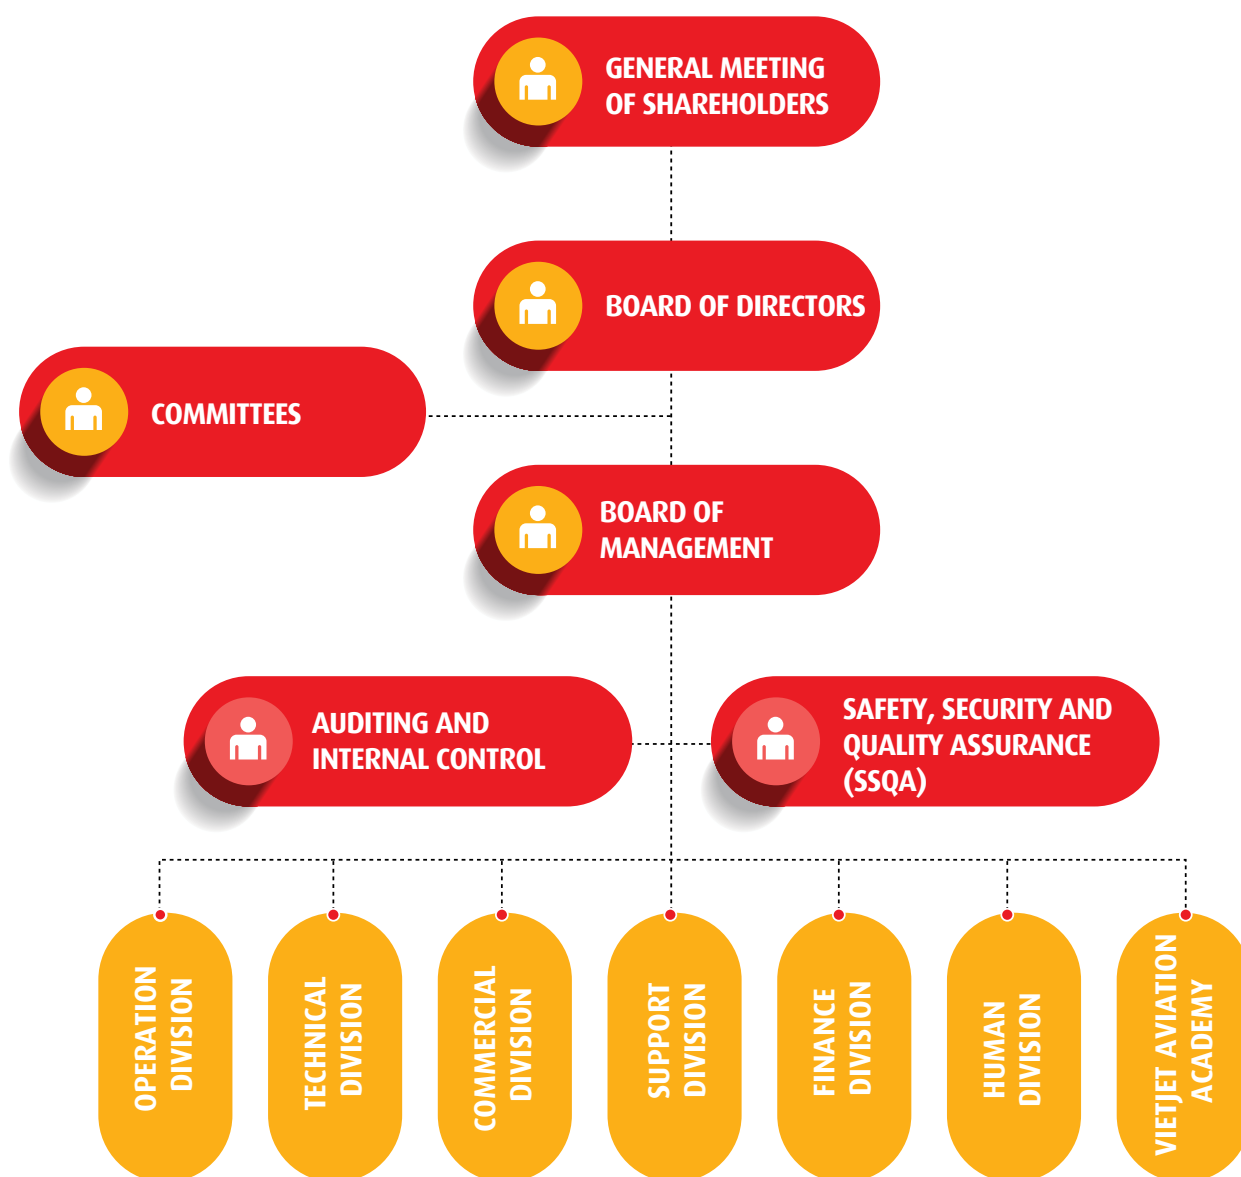 GENERAL MEETING
OF SHAREHOLDERS
BOARD OF DIRECTORS
COMMITTEES
BOARD OF
MANAGEMENT
AUDITING AND
INTERNAL CONTROL
SAFETY, SECURITY AND
QUALITY ASSURANCE
(SSQA)
OPERATION
DIVISION
TECHNICAL
DIVISION
COMMERCIAL
DIVISION
SUPPORT
DIVISION
FINANCE
DIVISION
HUMAN
DIVISION
VIETJET AVIATION
ACADEMY